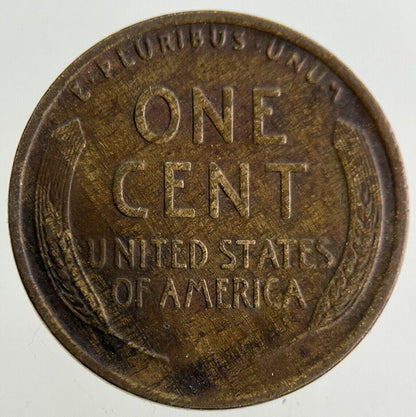 E·PLURIBUS·UNUM
ONE
CENT
UNITED STATES
OF AMERICA